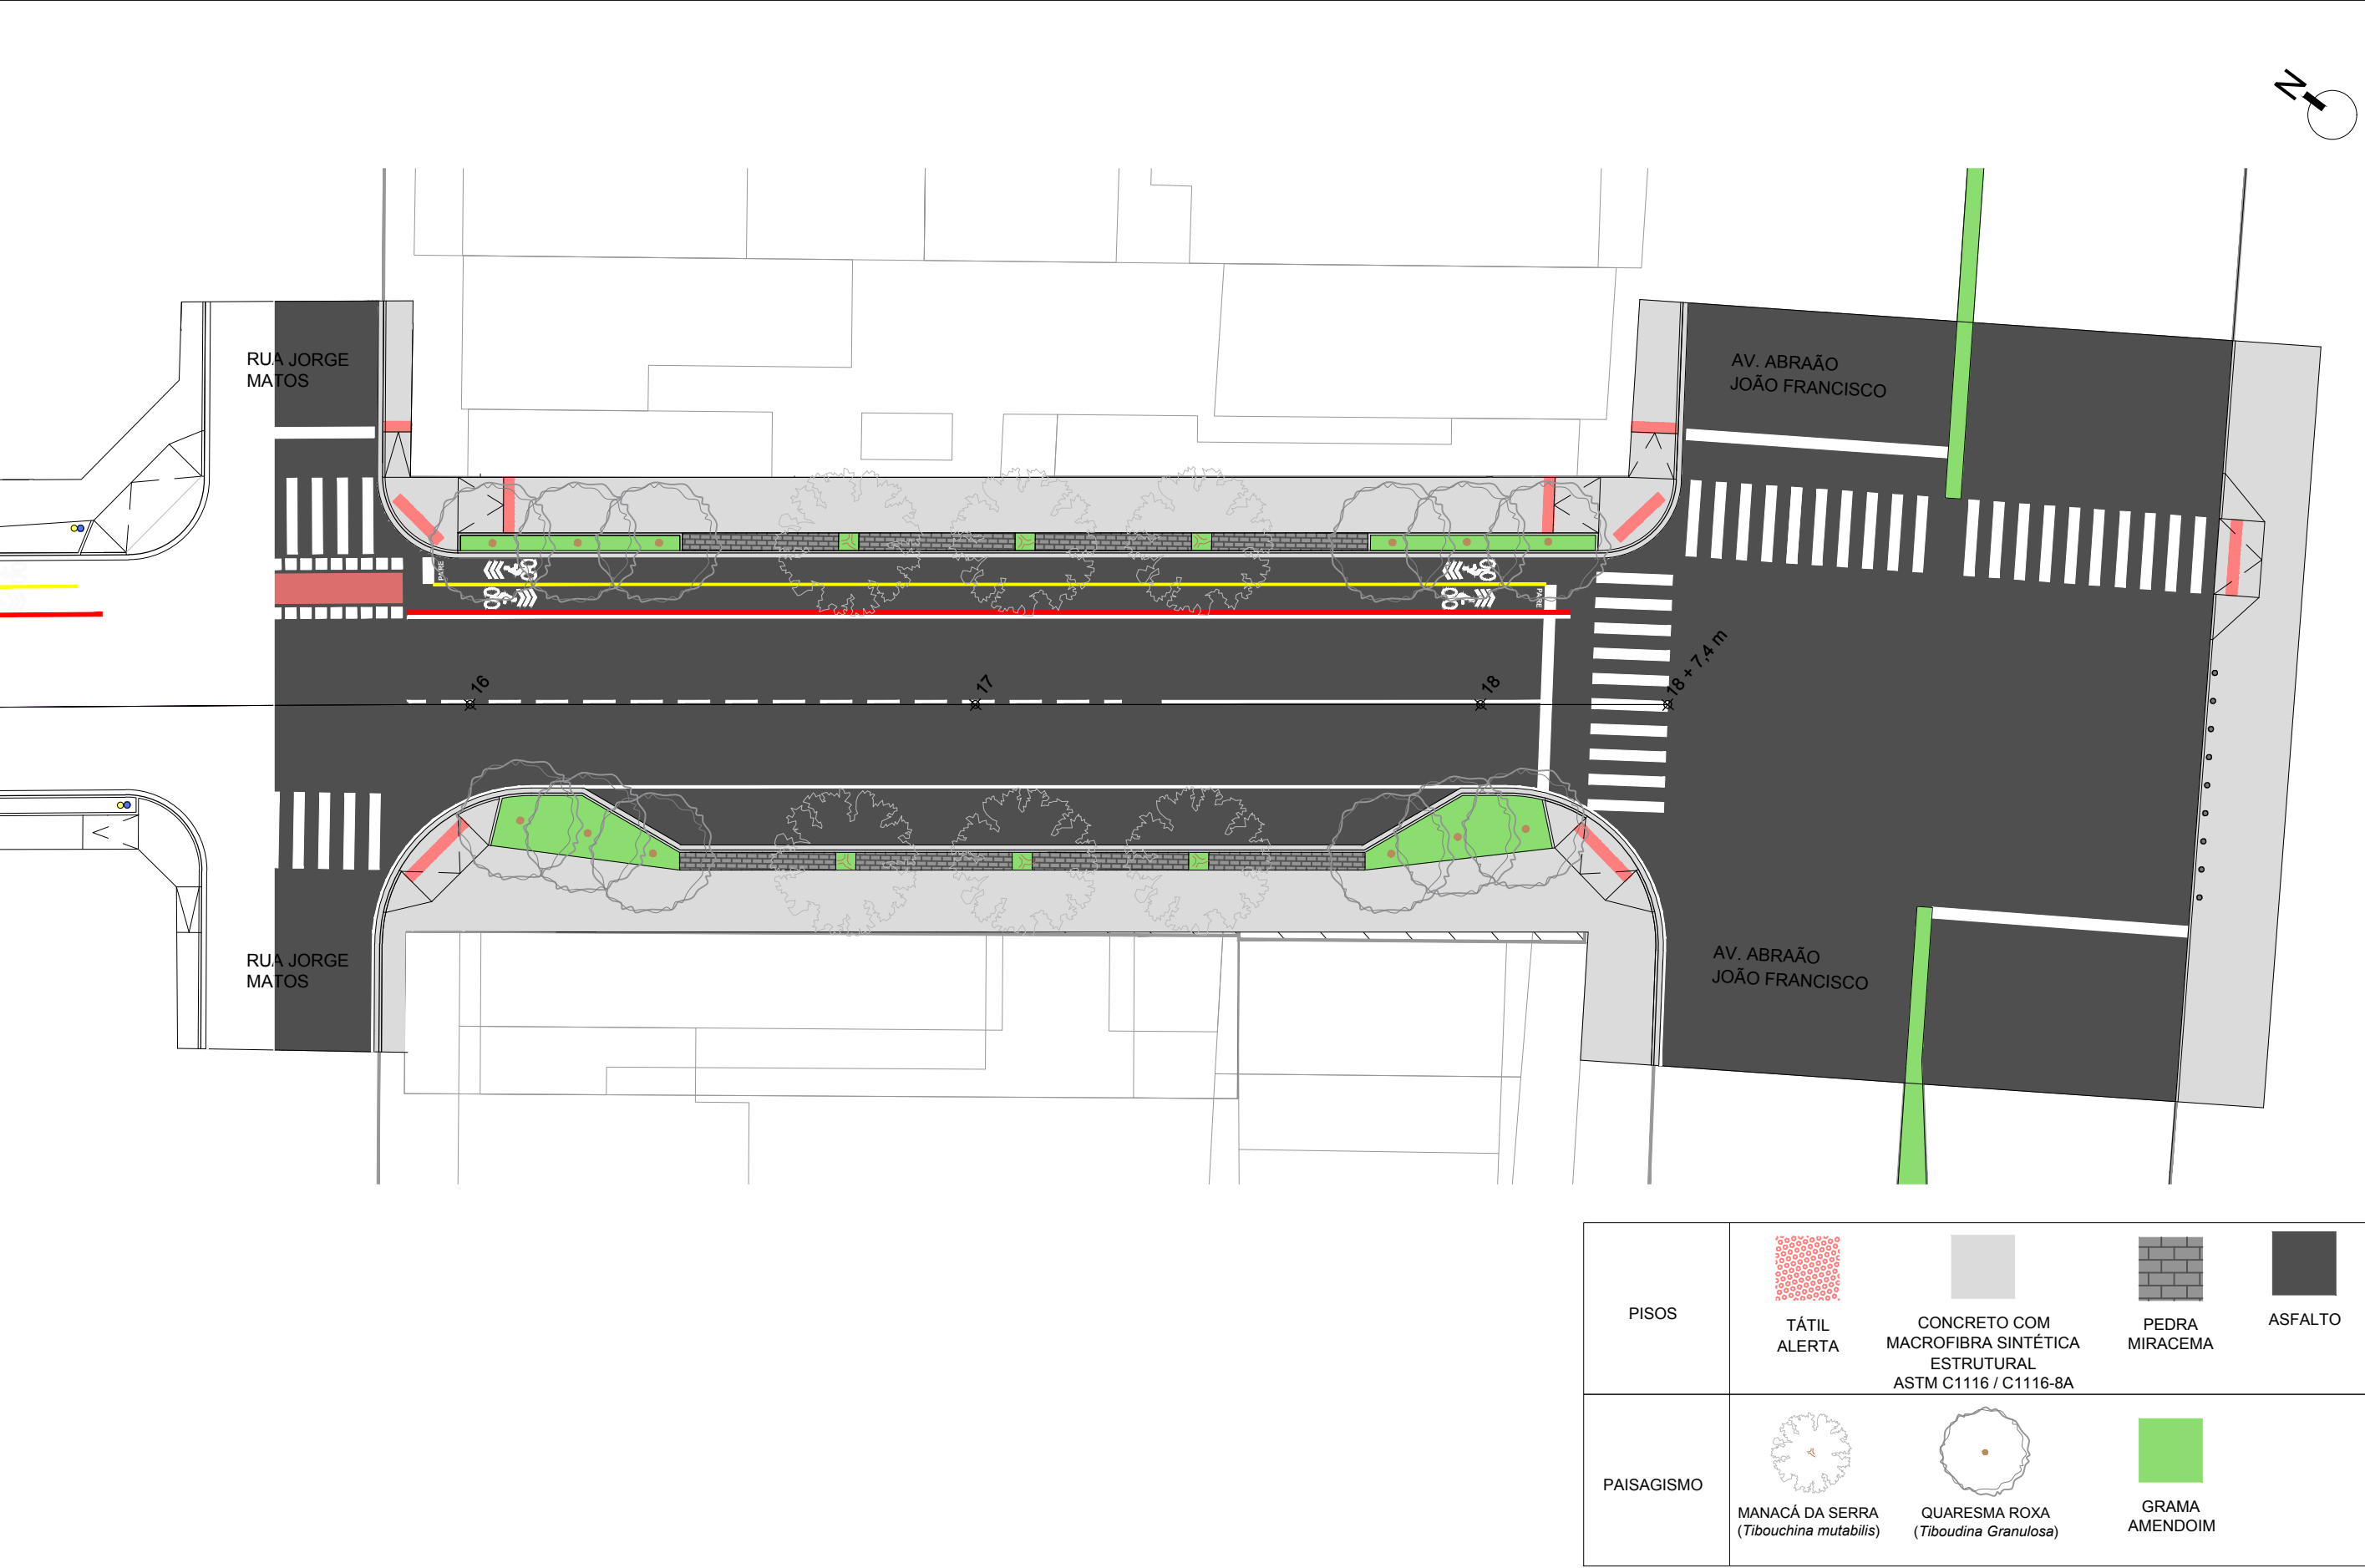 N
RUA JORGE
MATOS
AV. ABRAÃO
JOÃO FRANCISCO
PARE
PARE
16
17
18
18 + 7,4 m
RUA JORGE
MATOS
AV. ABRAÃO
JOÃO FRANCISCO
PISOS
TÁTIL
ALERTA
CONCRETO COM
MACROFIBRA SINTÉTICA
ESTRUTURAL
ASTM C1116 / C1116-8A
PEDRA
MIRACEMA
ASFALTO
PAISAGISMO
MANACÁ DA SERRA
(Tibouchina mutabilis)
QUARESMA ROXA
(Tiboudina Granulosa)
GRAMA
AMENDOIM